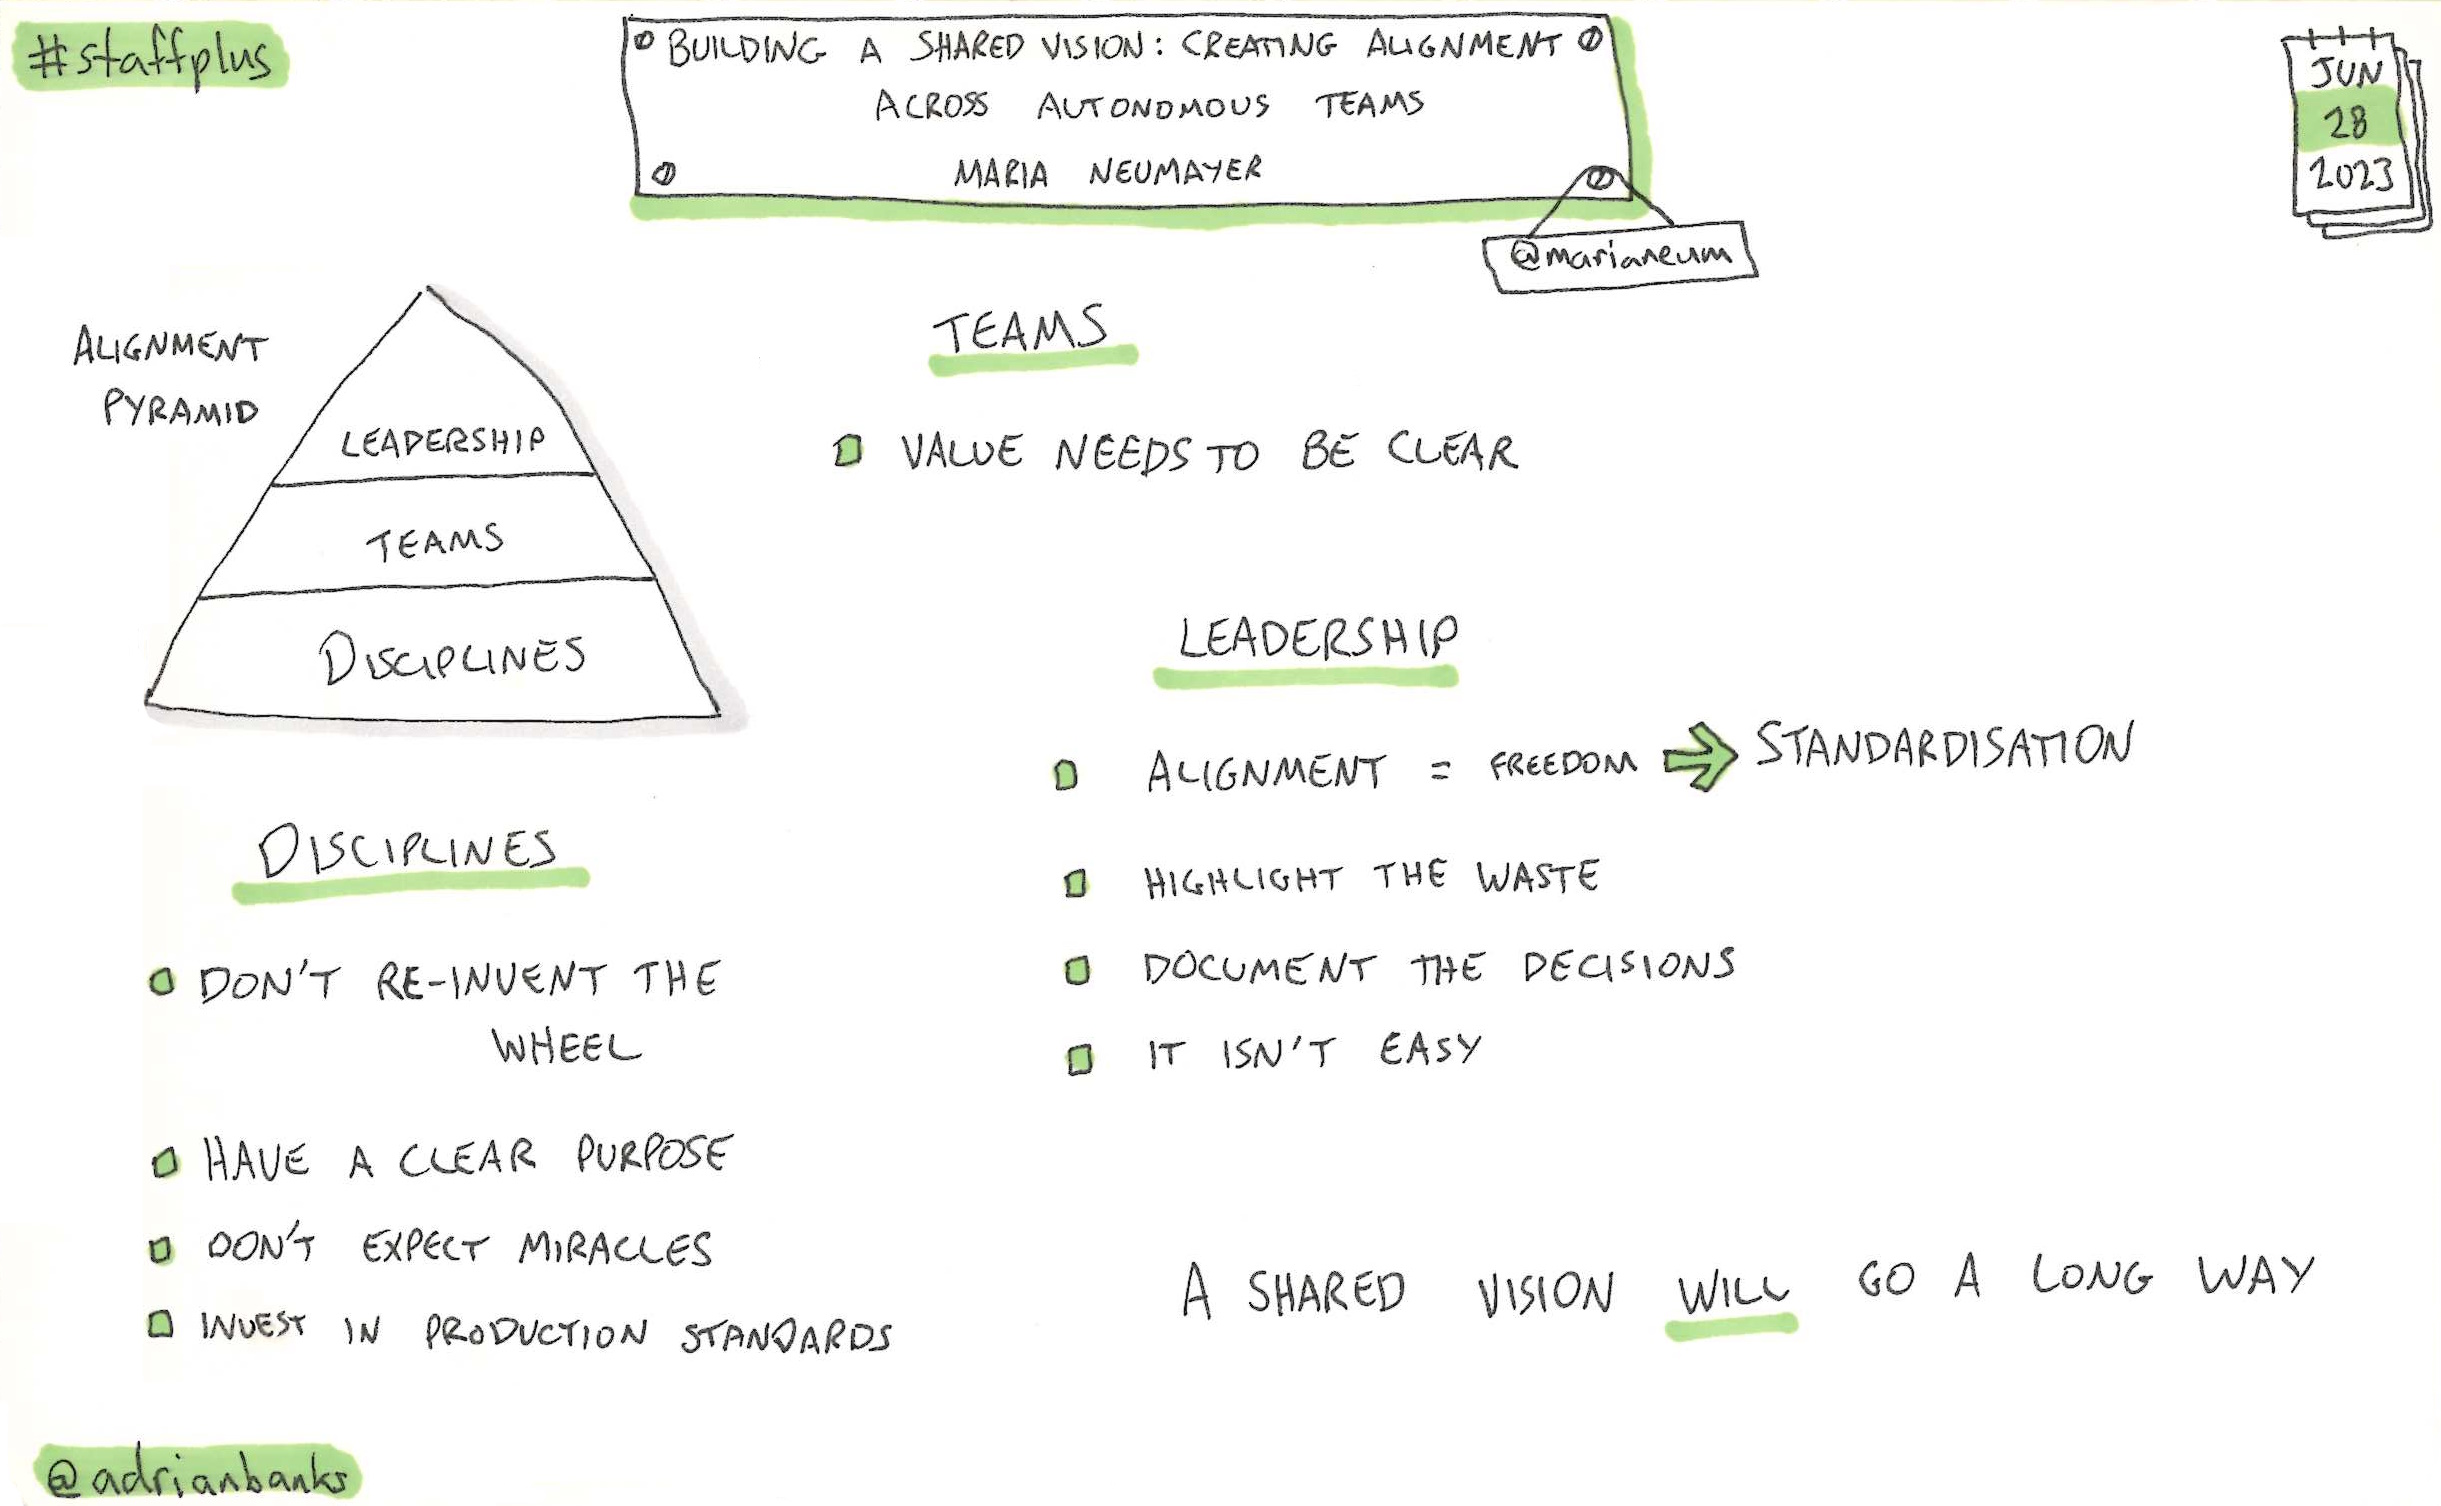 #staffplus
BUILDING A SHARED VISION: CREATING ALIGNMENT
ACROSS AUTONOMOUS TEAMS
MARIA NEUMAYER
@marianeum
JUN
28
2023
ALIGNMENT
PYRAMID
LEADERSHIP
TEAMS
DISCIPLINES
TEAMS
VALUE NEEDS TO BE CLEAR
LEADERSHIP
ALIGNMENT = FREEDOM ➔ STANDARDISATION
HIGHLIGHT THE WASTE
DOCUMENT THE DECISIONS
IT ISN'T EASY
DISCIPLINES
DON'T RE-INVENT THE
WHEEL
HAVE A CLEAR PURPOSE
DON'T EXPECT MIRACLES
INVEST IN PRODUCTION STANDARDS
A SHARED VISION WILL GO A LONG WAY
@adrianbanks